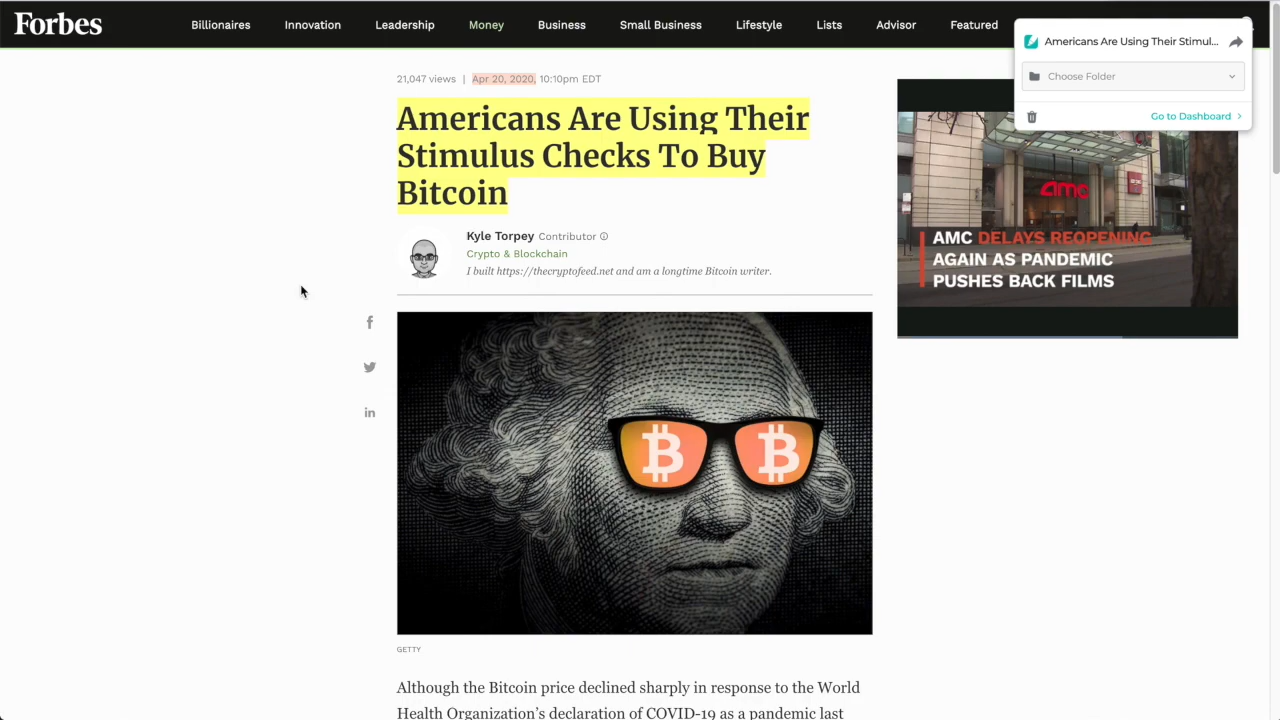 Forbes
Billionaires Innovation Leadership Money Business Small Business Lifestyle Lists Advisor Featured
Americans Are Using Their Stimul...
Choose Folder
Go to Dashboard
21,047 views | Apr 20, 2020, 10:10pm EDT
Americans Are Using Their
Stimulus Checks To Buy
Bitcoin
Kyle Torpey Contributor
Crypto & Blockchain
I built https://thecryptofeed.net and am a longtime Bitcoin writer.
amc
AMC DELAYS REOPENING
AGAIN AS PANDEMIC
PUSHES BACK FILMS
GETTY
Although the Bitcoin price declined sharply in response to the World
Health Organization's declaration of COVID-19 as a pandemic last